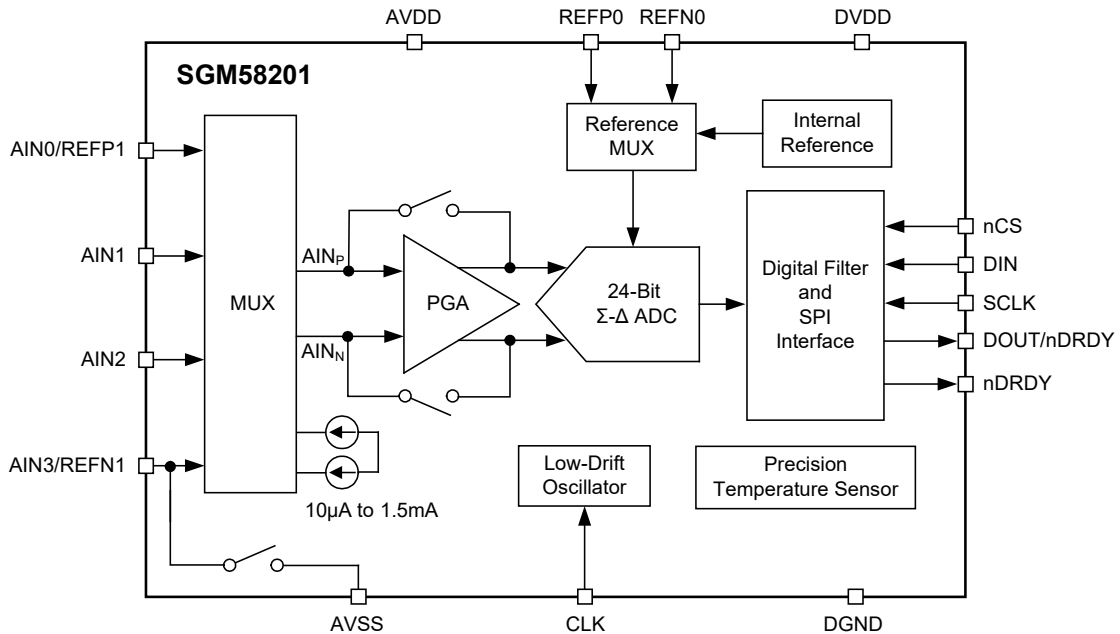 AVDD
REFP0
REFN0
DVDD
SGM58201
AIN0/REFP1
AIN1
AIN2
AIN3/REFN1
MUX
AINP
AINN
PGA
10µA to 1.5mA
Reference
MUX
Internal
Reference
24-Bit
Σ-Δ ADC
Digital Filter
and
SPI
Interface
nCS
DIN
SCLK
DOUT/nDRDY
nDRDY
Low-Drift
Oscillator
Precision
Temperature Sensor
AVSS
CLK
DGND